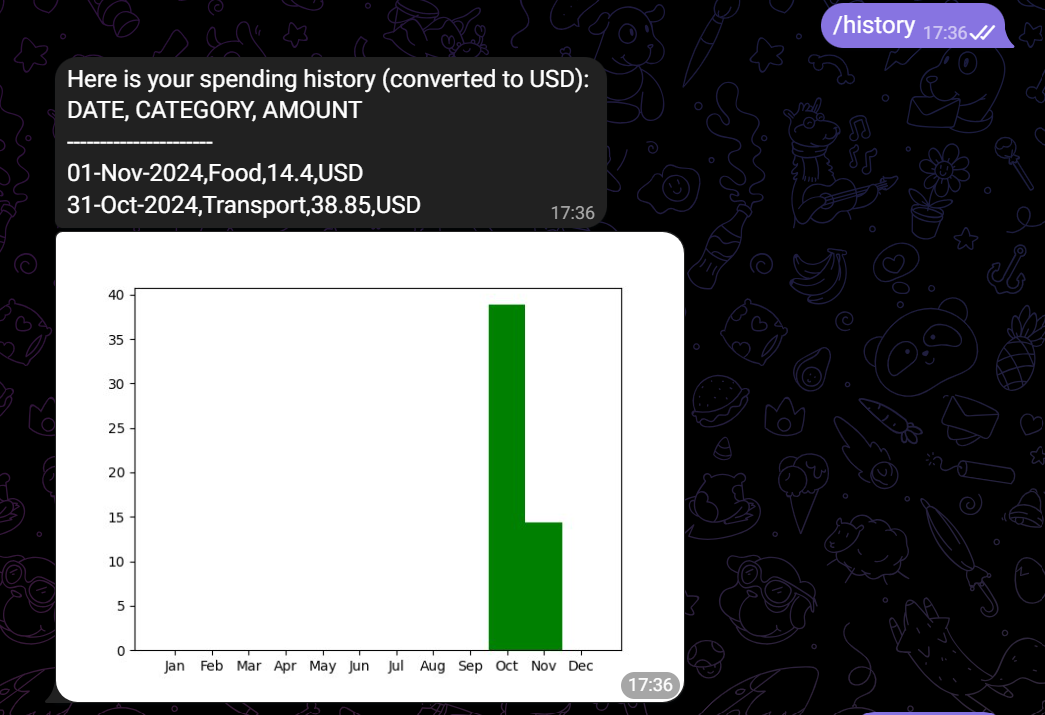 /history 17:36
Here is your spending history (converted to USD):
DATE, CATEGORY, AMOUNT
----------------------
01-Nov-2024,Food,14.4,USD
31-Oct-2024,Transport,38.85,USD
17:36
40
35
30
25
20
15
10
5
0
Jan Feb Mar Apr May Jun Jul Aug Sep Oct Nov Dec
17:36